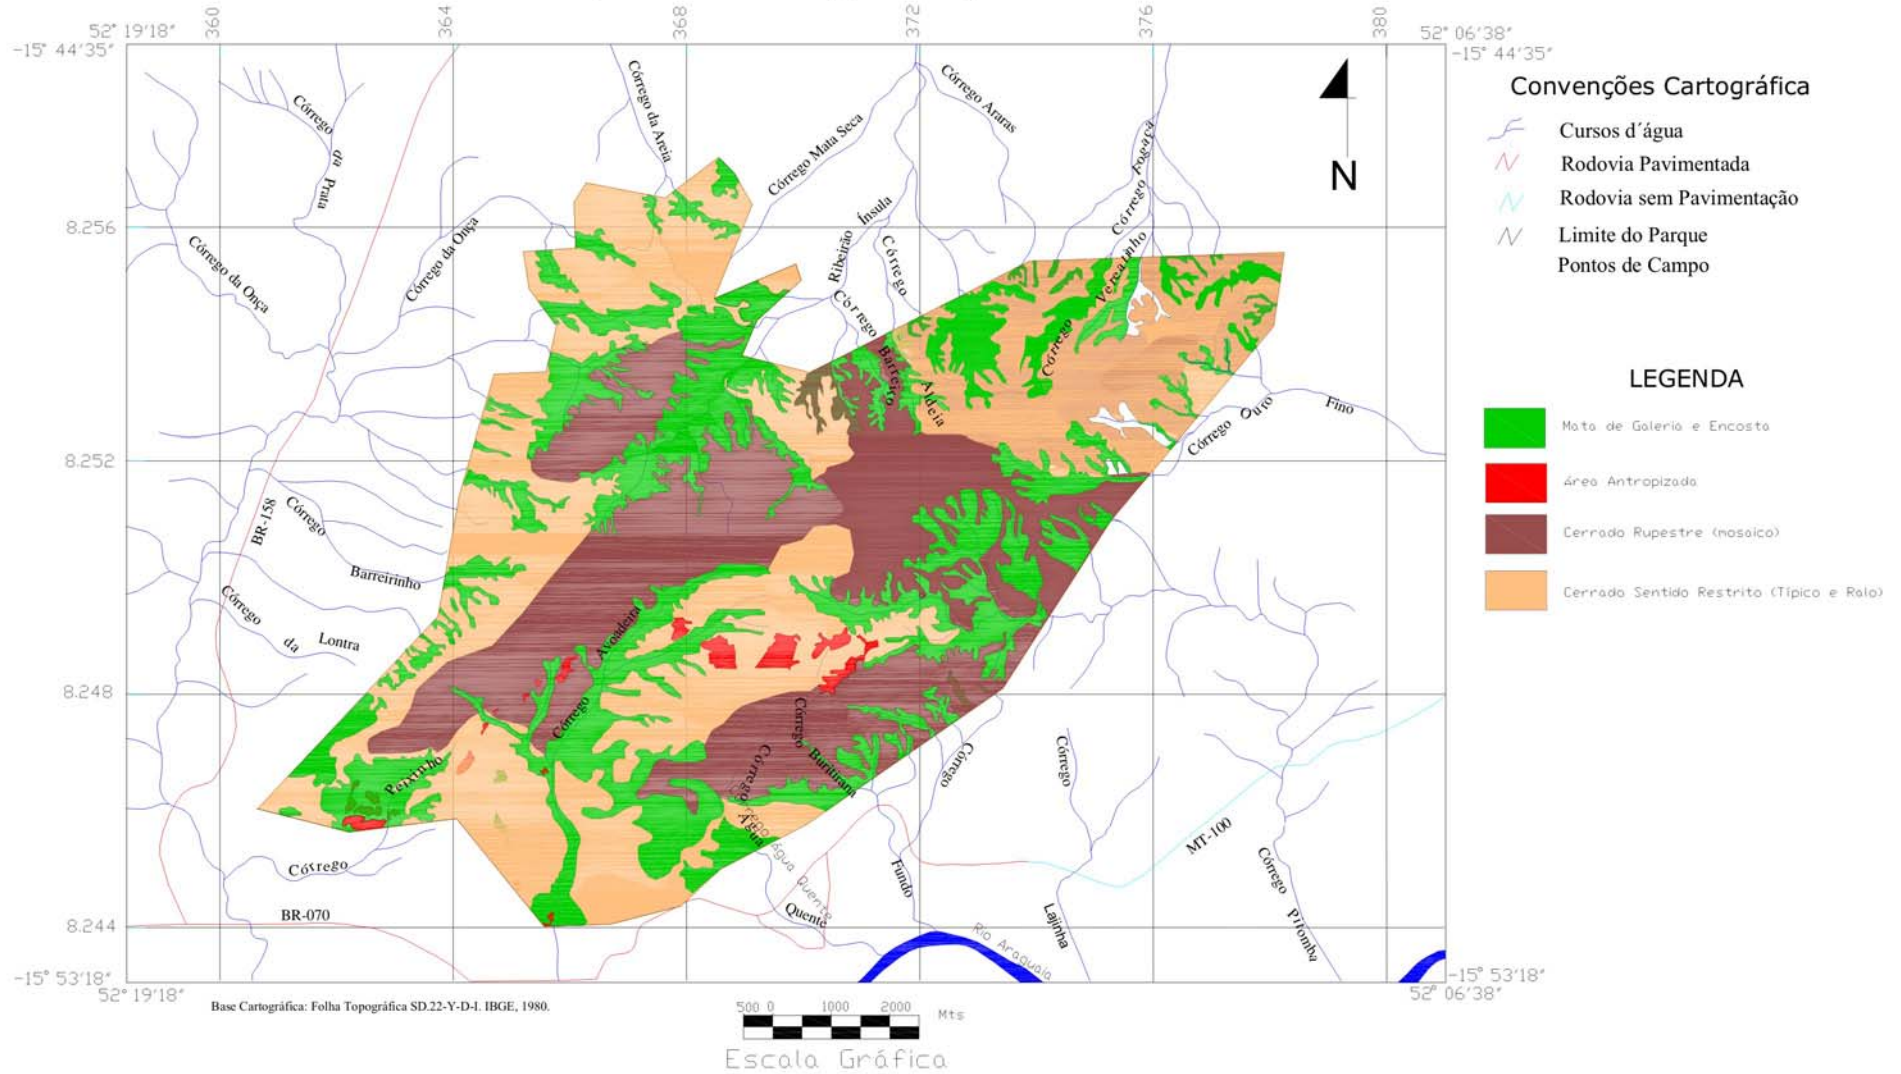 360
364
368
372
376
380
52° 19'18"
52° 06'38"
-15° 44'35"
-15° 44'35"
Convenções Cartográfica
Cursos d´água
Rodovia Pavimentada
Rodovia sem Pavimentação
Limite do Parque
Pontos de Campo
N
LEGENDA
Mata de Galeria e Encosta
área Antropizada
Cerrado Rupestre (mosaico)
Cerrado Sentido Restrito (Típico e Ralo)
8.256
8.252
8.248
8.244
Córrego da Prata
Córrego da Areia
Córrego Mata Seca
Córrego Araras
Córrego Fogaça
Córrego da Onça
Córrego da Onça
Ribeirão Ínsula
Córrego Aldeia
Córrego Barreiro
Córrego Vereainho
Córrego Ouro Fino
BR-158
Córrego Barreirinho
Córrego da Lontra
Córrego Avoadeira
Córrego Peixinho
Córrego Buritirana
Córrego Água Quente
Córrego Água Quente
Córrego Fundo
Córrego Lajinha
MT-100
Córrego Pitomba
BR-070
Rio Araguaia
-15° 53'18"
-15° 53'18"
52° 19'18"
52° 06'38"
Base Cartográfica: Folha Topográfica SD.22-Y-D-I. IBGE, 1980.
500 0 1000 2000
Mts
Escala Gráfica